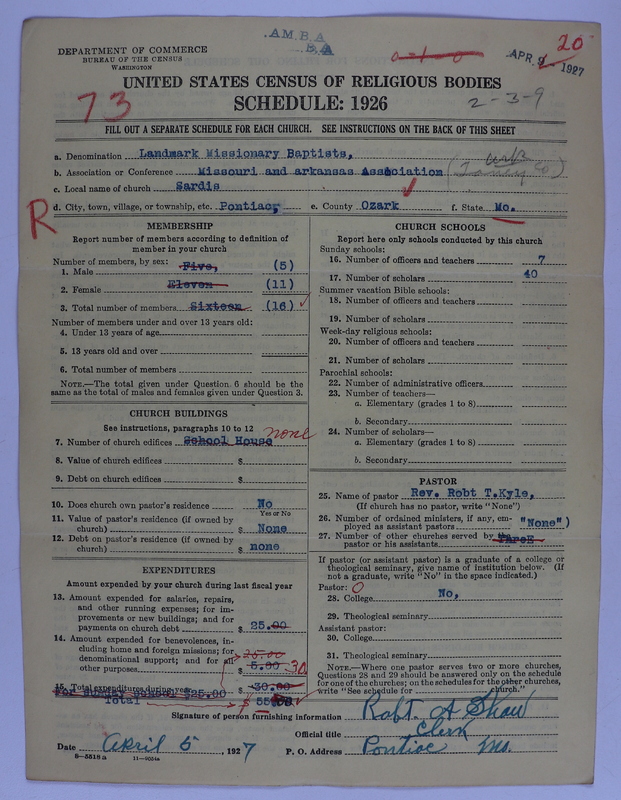 A.M.B.A
B A
DEPARTMENT OF COMMERCE
BUREAU OF THE CENSUS
WASHINGTON
APR. 1927
20
UNITED STATES CENSUS OF RELIGIOUS BODIES
73
SCHEDULE: 1926
2-3-9
FILL OUT A SEPARATE SCHEDULE FOR EACH CHURCH. SEE INSTRUCTIONS ON THE BACK OF THIS SHEET
a. Denomination Landmark Missionary Baptists,
b. Association or Conference Missouri and arkansas Association
c. Local name of church Sardis
R
d. City, town, village, or township, etc. Pontiac, e. County Ozark f. State Mo.
MEMBERSHIP
Report number of members according to definition of member in your church
Number of members, by sex:
1. Male Five, (5)
2. Female Eleven (11)
3. Total number of members Sixteen (16)
Number of members under and over 13 years old:
4. Under 13 years of age
5. 13 years old and over
6. Total number of members
NOTE.—The total given under Question 6 should be the same as the total of males and females given under Question 3.
CHURCH BUILDINGS
See instructions, paragraphs 10 to 12
7. Number of church edifices School House none
8. Value of church edifices $
9. Debt on church edifices $
10. Does church own pastor's residence No
Yes or No
11. Value of pastor's residence (if owned by church) $ None
12. Debt on pastor's residence (if owned by church) $ none
EXPENDITURES
Amount expended by your church during last fiscal year
13. Amount expended for salaries, repairs, and other running expenses; for improvements or new buildings; and for payments on church debt $ 25.00
14. Amount expended for benevolences, including home and foreign missions; for denominational support; and for all other purposes $ 25.00 5.00 30
15. Total expenditures during year $ 30.00
For Sunday School $25.00
Total $ 55.00
CHURCH SCHOOLS
Report here only schools conducted by this church
Sunday schools:
16. Number of officers and teachers 7
17. Number of scholars 40
Summer vacation Bible schools:
18. Number of officers and teachers
19. Number of scholars
Week-day religious schools:
20. Number of officers and teachers
21. Number of scholars
Parochial schools:
22. Number of administrative officers
23. Number of teachers—
a. Elementary (grades 1 to 8)
b. Secondary
24. Number of scholars—
a. Elementary (grades 1 to 8)
b. Secondary
PASTOR
25. Name of pastor Rev. Robt T.Kyle,
(If church has no pastor, write "None")
26. Number of ordained ministers, if any, employed as assistant pastors "None")
27. Number of other churches served by pastor or his assistants Three
If pastor (or assistant pastor) is a graduate of a college or theological seminary, give name of institution below. (If not a graduate, write "No" in the space indicated.)
Pastor: O
28. College No,
29. Theological seminary
Assistant pastor:
30. College
31. Theological seminary
NOTE.—Where one pastor serves two or more churches, Questions 28 and 29 should be answered only on the schedule for one of the churches; on the schedules for the other churches, write "See schedule for church."
Signature of person furnishing information Robt. A Shaw
Official title Clerk
Date April 5, 1927 P. O. Address Pontiac Mo.
8—5518a 11—9654a